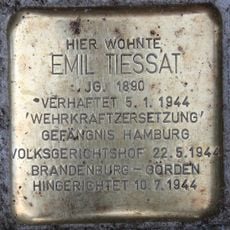 HIER WOHNTE
EMIL TIESSAT
JG. 1890
VERHAFTET 5.1.1944
'WEHRKRAFTZERSETZUNG'
GEFÄNGNIS HAMBURG
VOLKSGERICHTSHOF 22.5.1944
BRANDENBURG-GÖRDEN
HINGERICHTET 10.7.1944